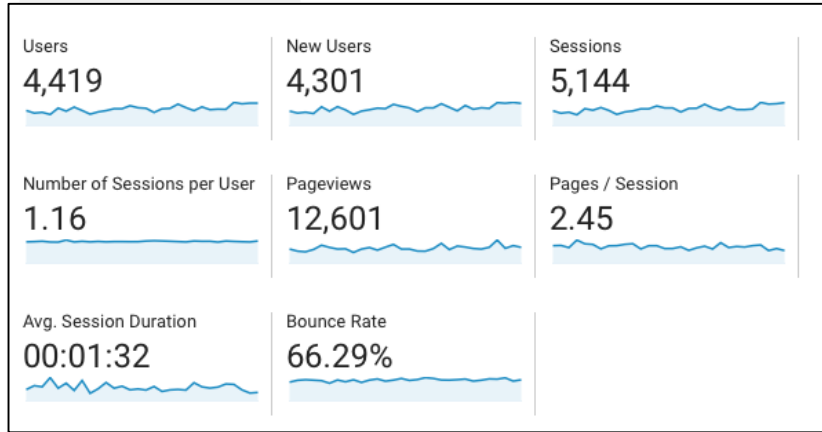 Users
4,419
New Users
4,301
Sessions
5,144
Number of Sessions per User
1.16
Pageviews
12,601
Pages / Session
2.45
Avg. Session Duration
00:01:32
Bounce Rate
66.29%